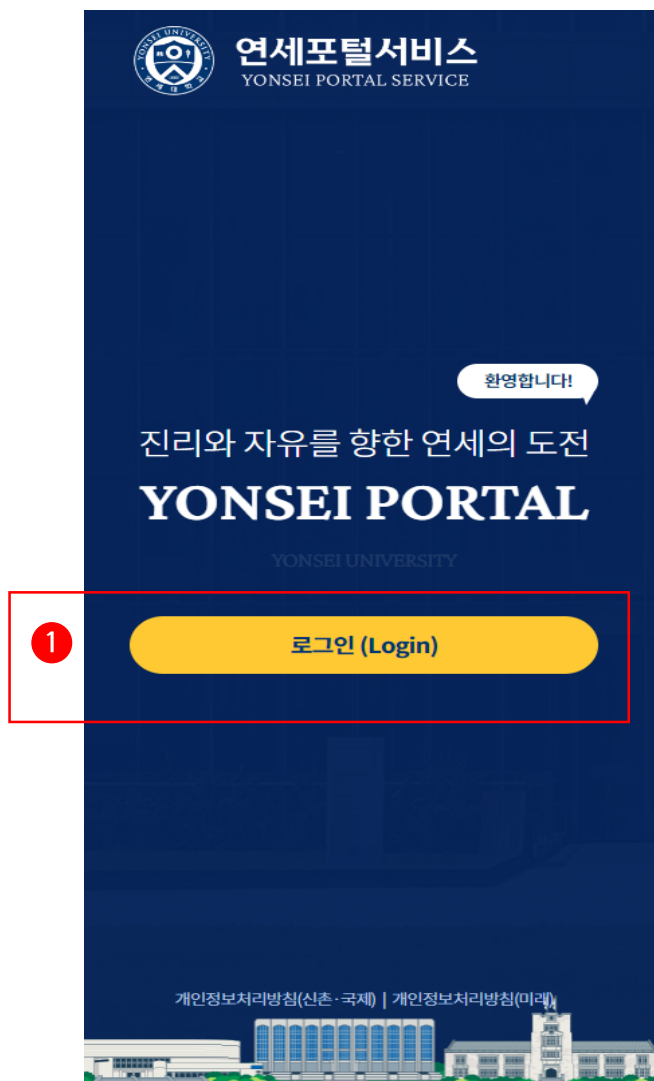 연세포털서비스
YONSEI PORTAL SERVICE
환영합니다!
진리와 자유를 향한 연세의 도전
YONSEI PORTAL
YONSEI UNIVERSITY
1
로그인 (Login)
개인정보처리방침(신촌·국제) | 개인정보처리방침(미래)